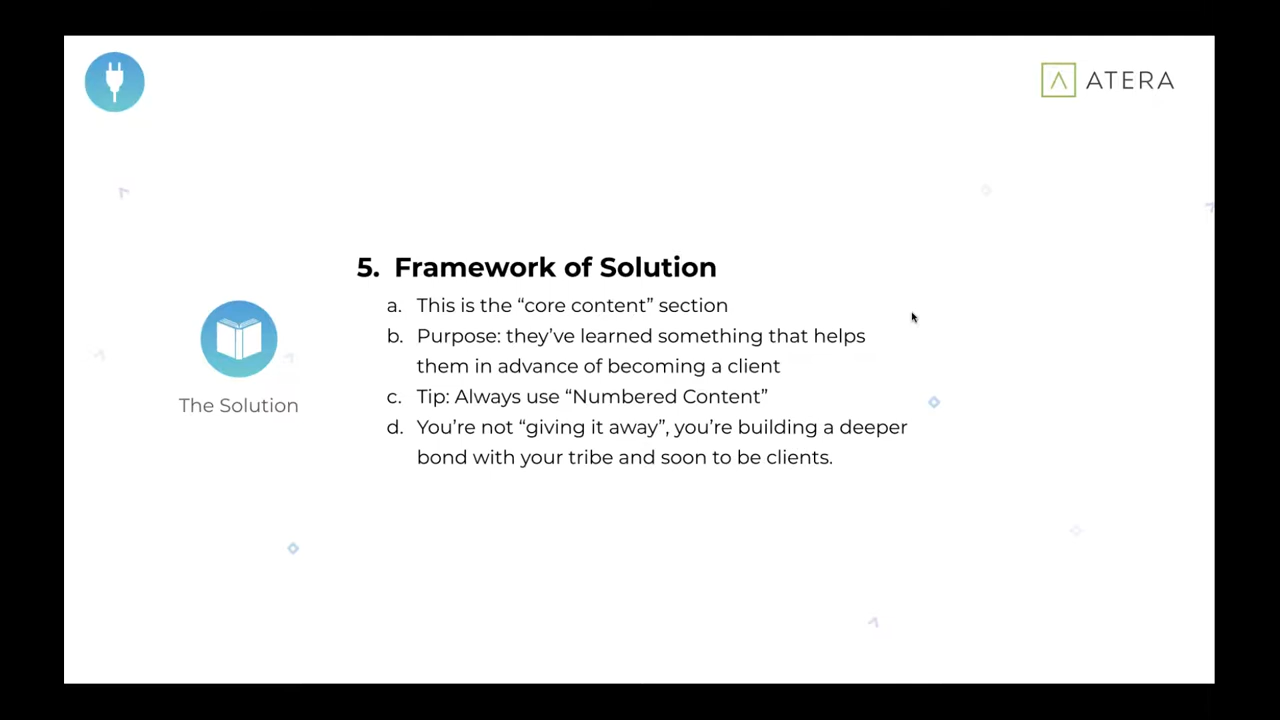 ATERA
5. Framework of Solution
a. This is the “core content” section
b. Purpose: they’ve learned something that helps
them in advance of becoming a client
The Solution
c. Tip: Always use “Numbered Content”
d. You’re not “giving it away”, you’re building a deeper
bond with your tribe and soon to be clients.